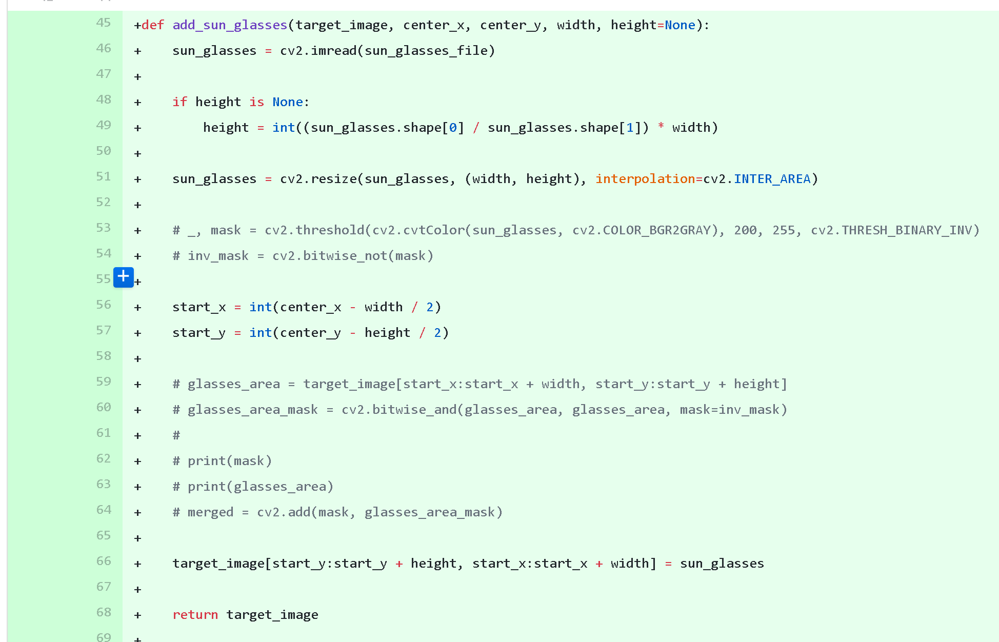 45 +def add_sun_glasses(target_image, center_x, center_y, width, height=None):
46 +    sun_glasses = cv2.imread(sun_glasses_file)
47 +
48 +    if height is None:
49 +        height = int((sun_glasses.shape[0] / sun_glasses.shape[1]) * width)
50 +
51 +    sun_glasses = cv2.resize(sun_glasses, (width, height), interpolation=cv2.INTER_AREA)
52 +
53 +    # _, mask = cv2.threshold(cv2.cvtColor(sun_glasses, cv2.COLOR_BGR2GRAY), 200, 255, cv2.THRESH_BINARY_INV)
54 +    # inv_mask = cv2.bitwise_not(mask)
55 +
56 +    start_x = int(center_x - width / 2)
57 +    start_y = int(center_y - height / 2)
58 +
59 +    # glasses_area = target_image[start_x:start_x + width, start_y:start_y + height]
60 +    # glasses_area_mask = cv2.bitwise_and(glasses_area, glasses_area, mask=inv_mask)
61 +    #
62 +    # print(mask)
63 +    # print(glasses_area)
64 +    # merged = cv2.add(mask, glasses_area_mask)
65 +
66 +    target_image[start_y:start_y + height, start_x:start_x + width] = sun_glasses
67 +
68 +    return target_image
69 +